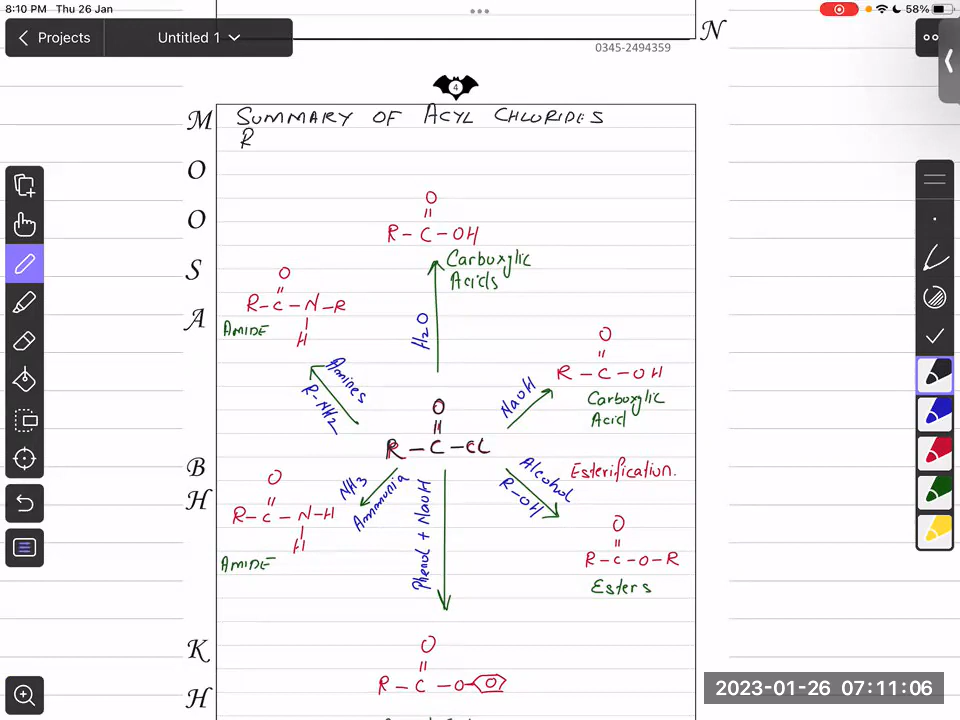 8:10 PM Thu 26 Jan
58%
Projects
Untitled 1
0345-2494359
N
4
M
SUMMARY OF ACYL CHLORIDES
R
O
O
O
R-C-OH
Carboxylic
Acids
S
O
R-C-N-R
H
A
AMIDE
H2O
O
R-C-OH
Carboxylic
Acid
Amines
R-NH2
NaOH
O
R-C-Cl
B
H
NH3
Ammonia
Phenol + NaOH
Alcohol
R-OH
Esterification.
O
R-C-N-H
H
AMIDE
O
R-C-O-R
Esters
K
O
R-C-O-
H
2023-01-26 07:11:06